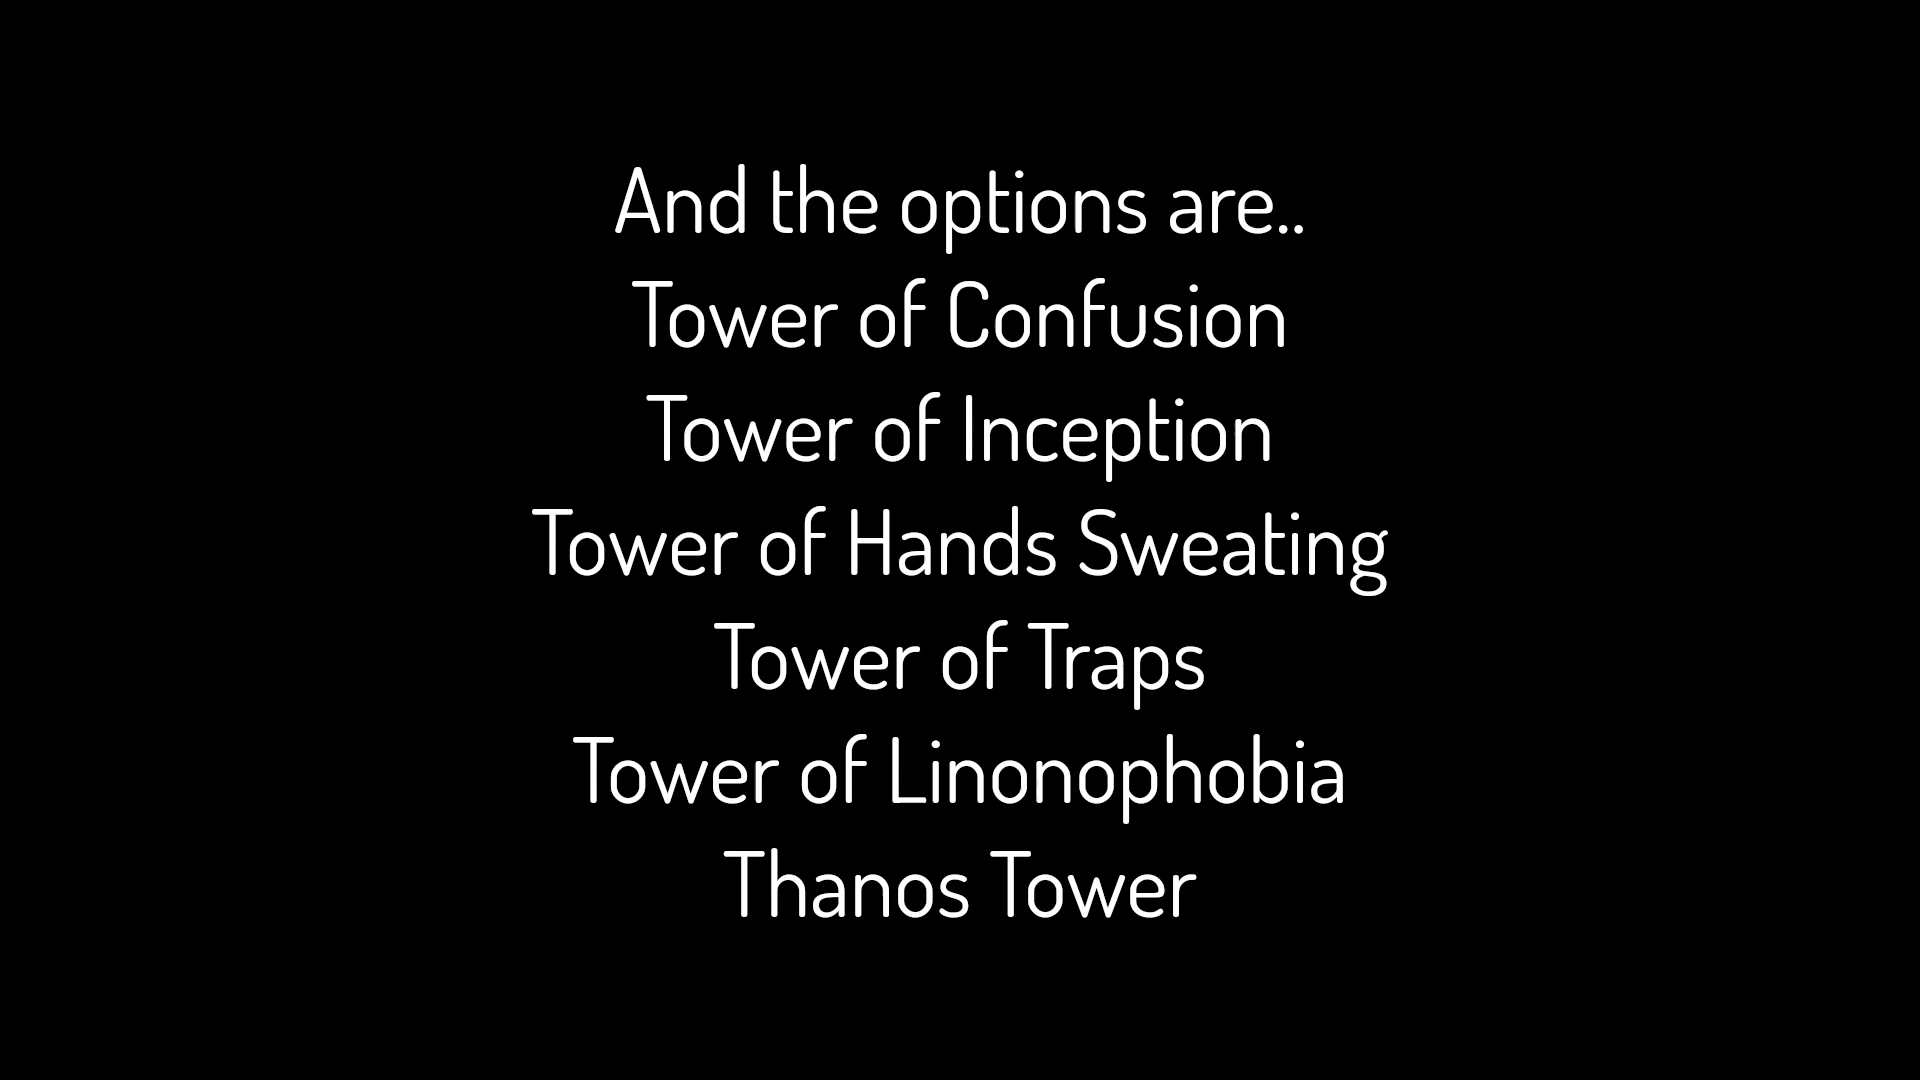 And the options are..
Tower of Confusion
Tower of Inception
Tower of Hands Sweating
Tower of Traps
Tower of Linonophobia
Thanos Tower